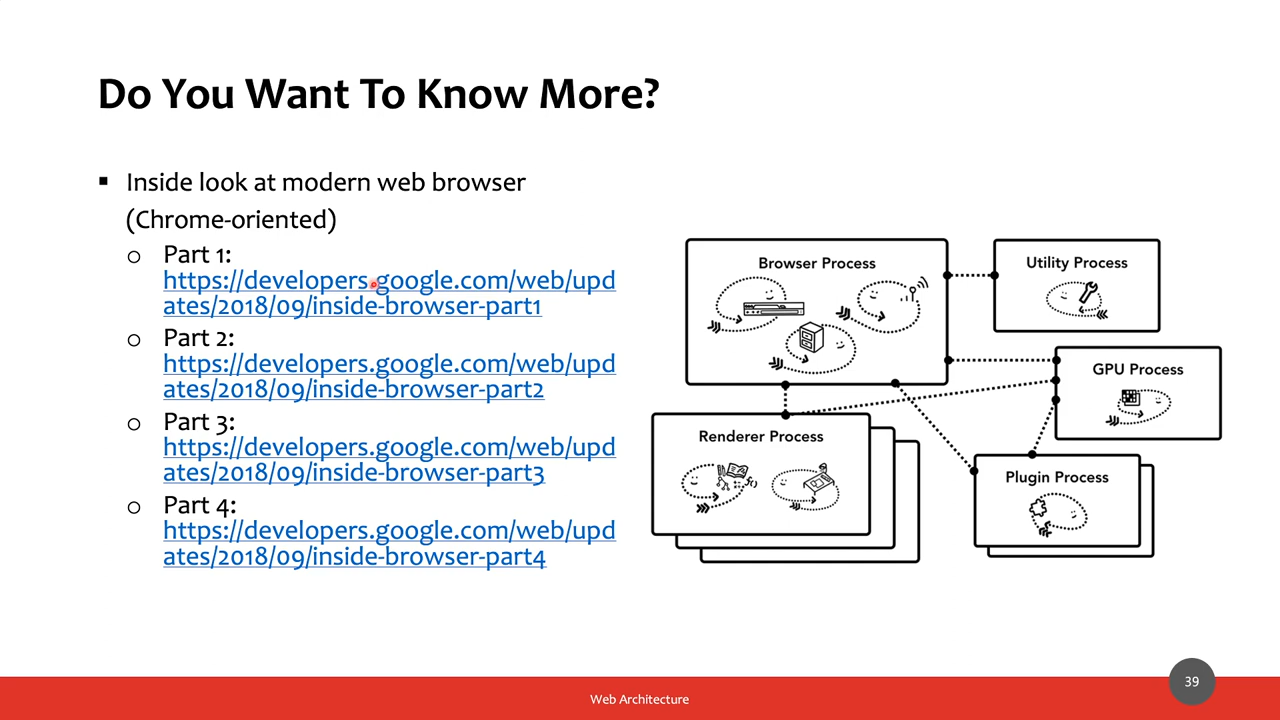 Do You Want To Know More?
▪ Inside look at modern web browser
(Chrome-oriented)
o Part 1:
https://developers.google.com/web/upd
ates/2018/09/inside-browser-part1
o Part 2:
https://developers.google.com/web/upd
ates/2018/09/inside-browser-part2
o Part 3:
https://developers.google.com/web/upd
ates/2018/09/inside-browser-part3
o Part 4:
https://developers.google.com/web/upd
ates/2018/09/inside-browser-part4
Browser Process
Utility Process
GPU Process
Renderer Process
f()
Plugin Process
Web Architecture
39